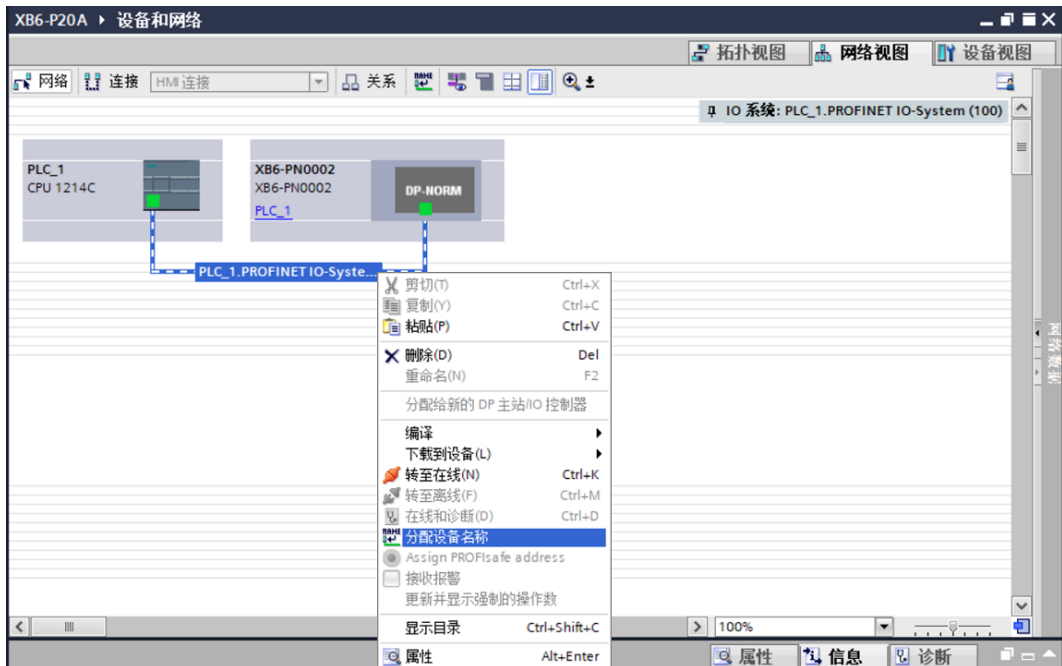 XB6-P20A ▸ 设备和网络
拓扑视图 网络视图 设备视图
网络 连接 HMI 连接 关系
IO 系统: PLC_1.PROFINET IO-System (100)
PLC_1
CPU 1214C
XB6-PN0002
XB6-PN0002
PLC_1
DP-NORM
PLC_1.PROFINET IO-Syste...
剪切(T) Ctrl+X
复制(Y) Ctrl+C
粘贴(P) Ctrl+V
删除(D) Del
重命名(N) F2
分配给新的 DP 主站/IO 控制器
编译
下载到设备(L)
转至在线(N) Ctrl+K
转至离线(F) Ctrl+M
在线和诊断(D) Ctrl+D
分配设备名称
Assign PROFIsafe address
接收报警
更新并显示强制的操作数
显示目录 Ctrl+Shift+C
属性 Alt+Enter
网络数据
100%
属性 信息 诊断